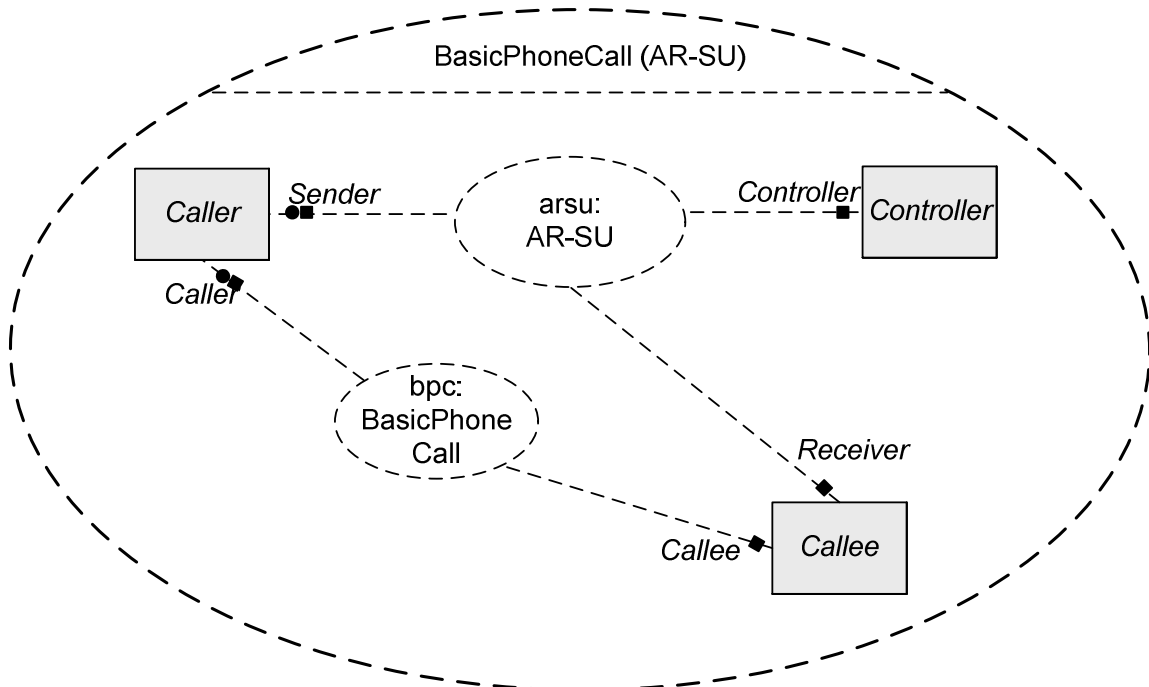 BasicPhoneCall (AR-SU)
Caller
Sender
arsu:
AR-SU
Controller
Controller
Caller
bpc:
BasicPhone
Call
Receiver
Callee
Callee